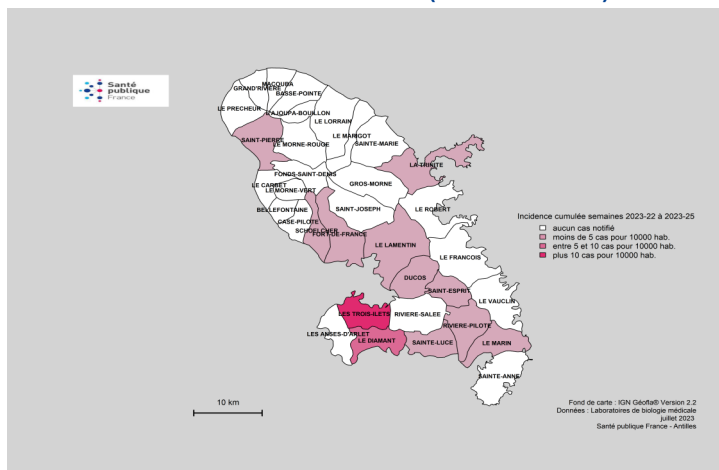 Santé
publique
France
MACOUBA
GRAND'RIVIERE
BASSE-POINTE
LE PRECHEUR
L'AJOUPA-BOUILLON
LE LORRAIN
LE MARIGOT
SAINT-PIERRE
LE MORNE-ROUGE
SAINTE-MARIE
LA TRINITE
FONDS-SAINT-DENIS
LE CARBET
LE MORNE-VERT
GROS-MORNE
BELLEFONTAINE
SAINT-JOSEPH
LE ROBERT
CASE-PILOTE
SCHOELCHER
FORT-DE-FRANCE
LE LAMENTIN
LE FRANCOIS
DUCOS
SAINT-ESPRIT
LE VAUCLIN
LES TROIS-ILETS
RIVIERE-SALEE
RIVIERE-PILOTE
LES ANSES-D'ARLET
LE DIAMANT
SAINTE-LUCE
LE MARIN
SAINTE-ANNE
Incidence cumulée semaines 2023-22 à 2023-25
aucun cas notifié
moins de 5 cas pour 10000 hab.
entre 5 et 10 cas pour 10000 hab.
plus 10 cas pour 10000 hab.
10 km
Fond de carte : IGN Géofla® Version 2.2
Données : Laboratoires de biologie médicale
juillet 2023
Santé publique France - Antilles